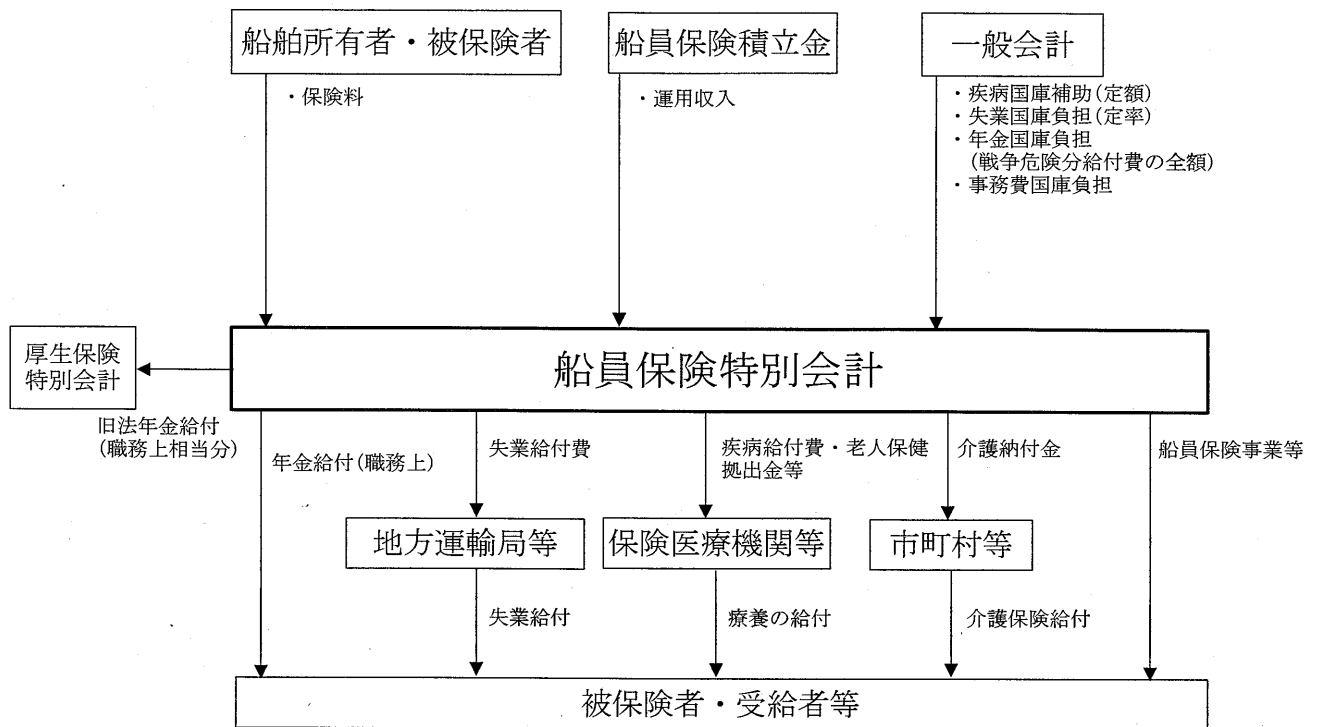 船舶所有者・被保険者
船員保険積立金
一般会計
・保険料
・運用収入
・疾病国庫補助(定額)
・失業国庫負担(定率)
・年金国庫負担
(戦争危険分給付費の全額)
・事務費国庫負担
厚生保険
特別会計
船員保険特別会計
旧法年金給付
(職務上相当分)
年金給付(職務上)
失業給付費
疾病給付費・老人保健
拠出金等
介護納付金
船員保険事業等
地方運輸局等
保険医療機関等
市町村等
失業給付
療養の給付
介護保険給付
被保険者・受給者等